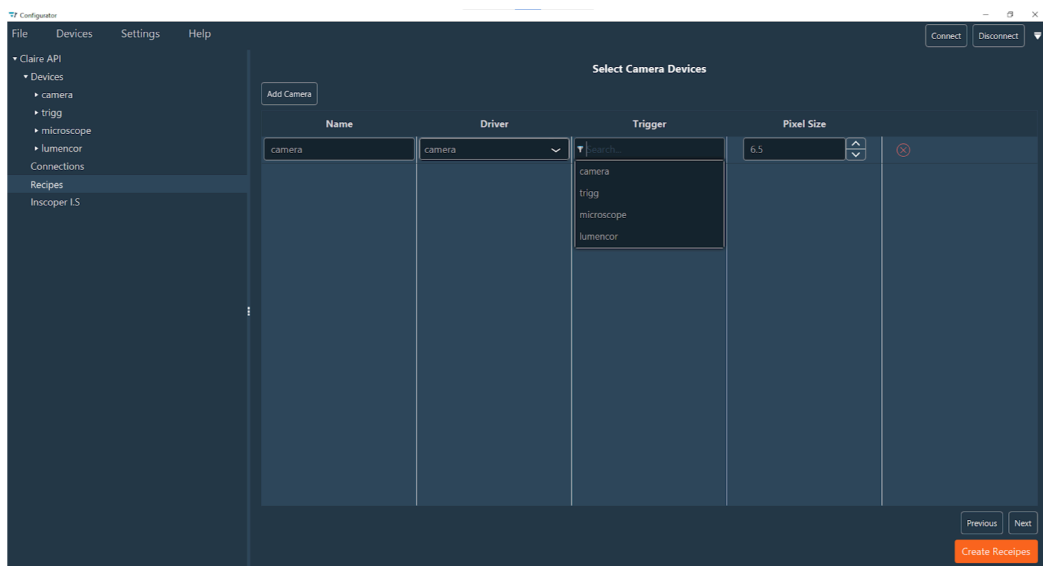 Configurator
File Devices Settings Help
Connect Disconnect
Claire API
Devices
camera
trigg
microscope
lumencor
Connections
Recipes
Inscoper I.S
Select Camera Devices
Add Camera
Name Driver Trigger Pixel Size
camera camera Search... 6.5
camera
trigg
microscope
lumencor
Previous Next
Create Receipes